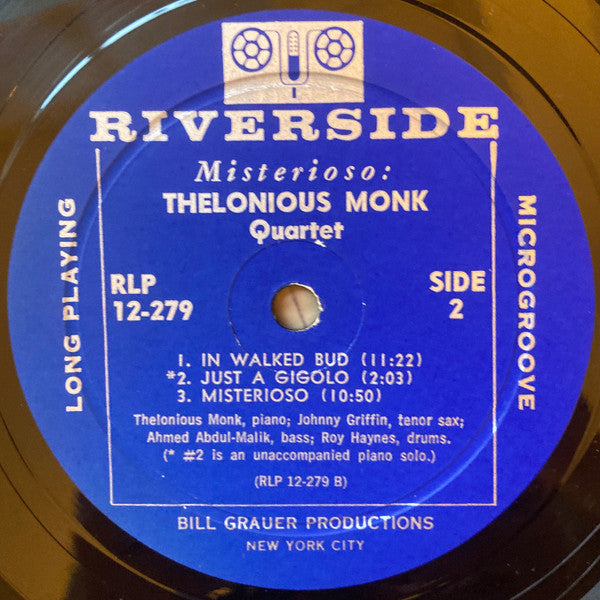 RIVERSIDE
Misterioso:
THELONIOUS MONK
Quartet
LONG PLAYING
MICROGROOVE
RLP
12-279
SIDE
2
1. IN WALKED BUD (11:22)
*2. JUST A GIGOLO (2:03)
3. MISTERIOSO (10:50)
Thelonious Monk, piano; Johnny Griffin, tenor sax;
Ahmed Abdul-Malik, bass; Roy Haynes, drums.
(* #2 is an unaccompanied piano solo.)
(RLP 12-279 B)
BILL GRAUER PRODUCTIONS
NEW YORK CITY